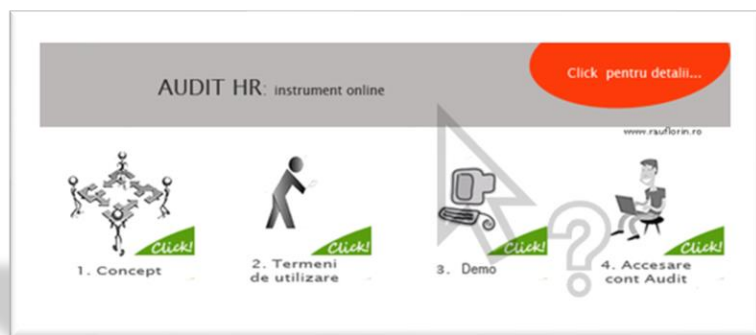 AUDIT HR: instrument online
Click pentru detalii...
www.rauflorin.ro
Click!
1. Concept
Click!
2. Termeni
de utilizare
Click!
3. Demo
Click!
4. Accesare
cont Audit